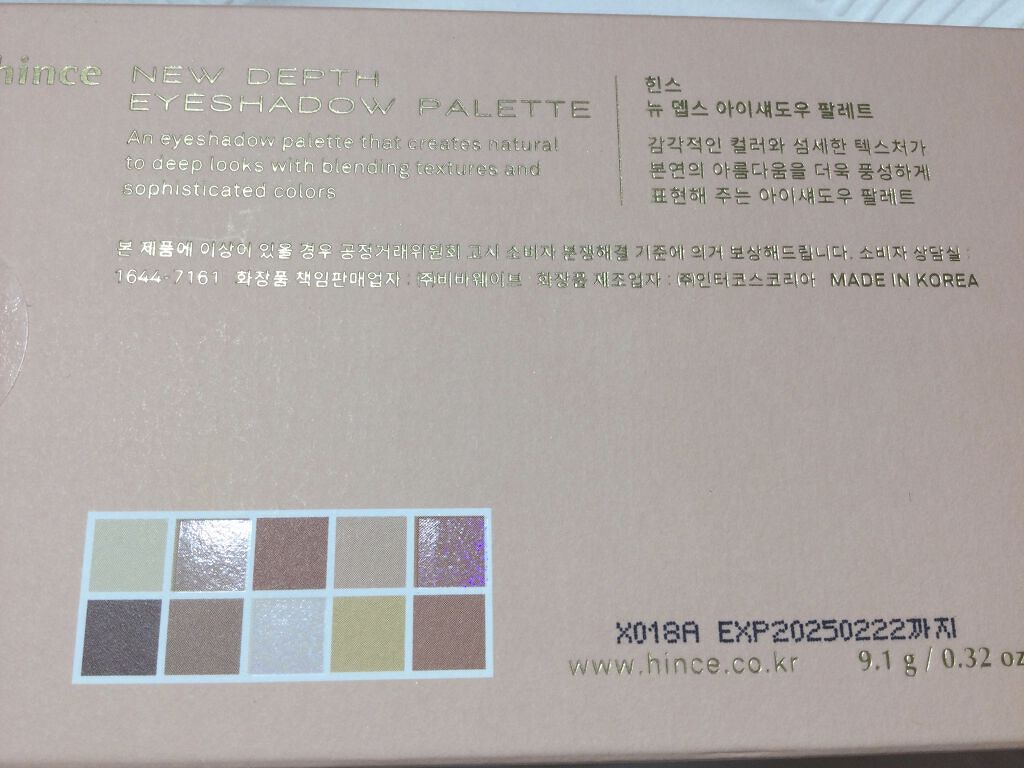 hince
NEW DEPTH
EYESHADOW PALETTE
An eyeshadow palette that creates natural
to deep looks with blending textures and
sophisticated colors
힌스
뉴 뎁스 아이섀도우 팔레트
감각적인 컬러와 섬세한 텍스처가
본연의 아름다움을 더욱 풍성하게
표현해 주는 아이섀도우 팔레트
본 제품에 이상이 있을 경우 공정거래위원회 고시 소비자 분쟁해결 기준에 의거 보상해드립니다. 소비자 상담실 :
1644-7161 화장품 책임판매업자 : ㈜비바웨이브 화장품 제조업자 : ㈜인터코스코리아 MADE IN KOREA
X018A EXP20250222까지
www.hince.co.kr 9.1 g / 0.32 oz